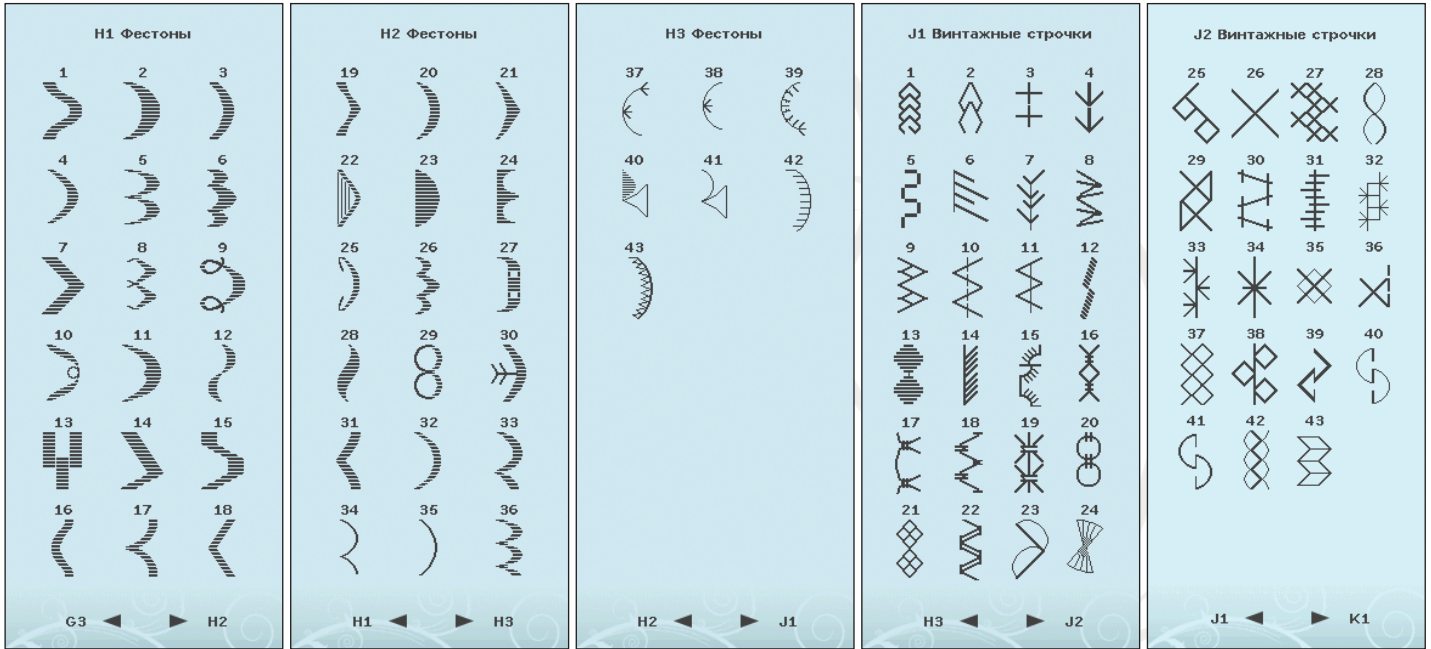 H1 Фестоны
1 2 3
4 5 6
7 8 9
10 11 12
13 14 15
16 17 18
G3 H2
H2 Фестоны
19 20 21
22 23 24
25 26 27
28 29 30
31 32 33
34 35 36
H1 H3
H3 Фестоны
37 38 39
40 41 42
43
H2 J1
J1 Винтажные строчки
1 2 3 4
5 6 7 8
9 10 11 12
13 14 15 16
17 18 19 20
21 22 23 24
H3 J2
J2 Винтажные строчки
25 26 27 28
29 30 31 32
33 34 35 36
37 38 39 40
41 42 43
J1 K1